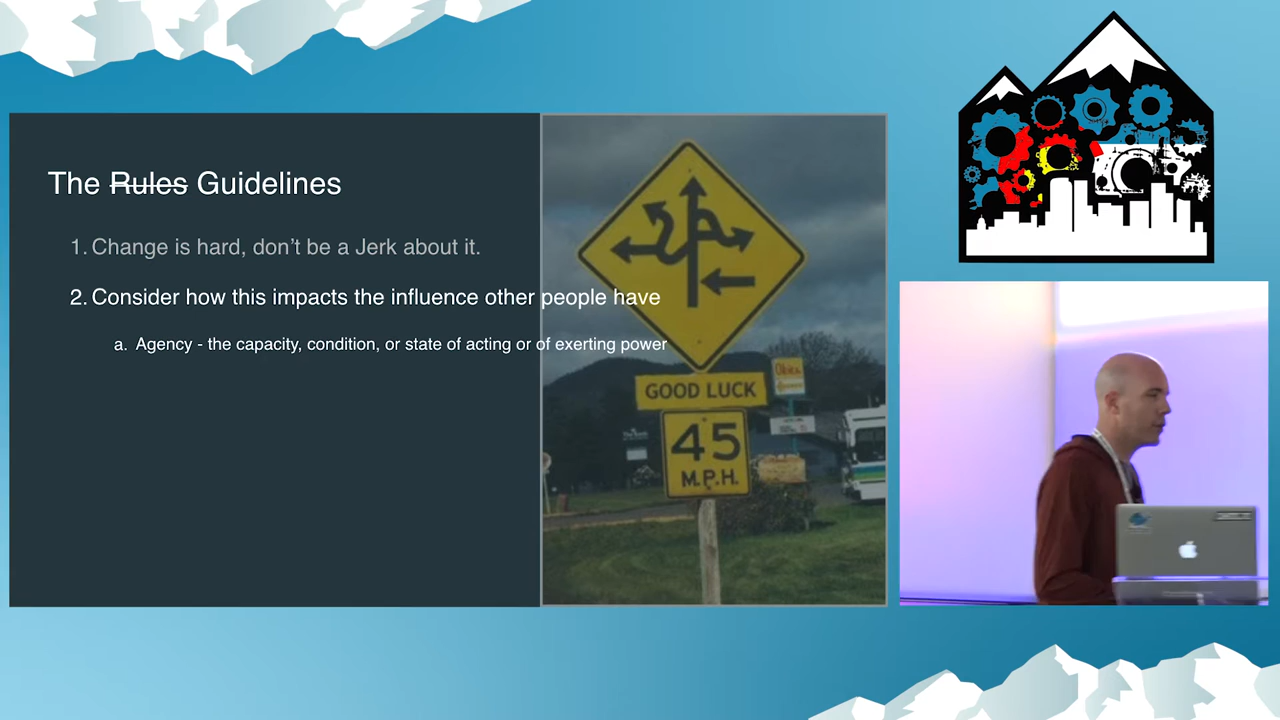 The Rules Guidelines
1. Change is hard, don't be a Jerk about it.
2. Consider how this impacts the influence other people have
a. Agency - the capacity, condition, or state of acting or of exerting power
GOOD LUCK
45
M.P.H.